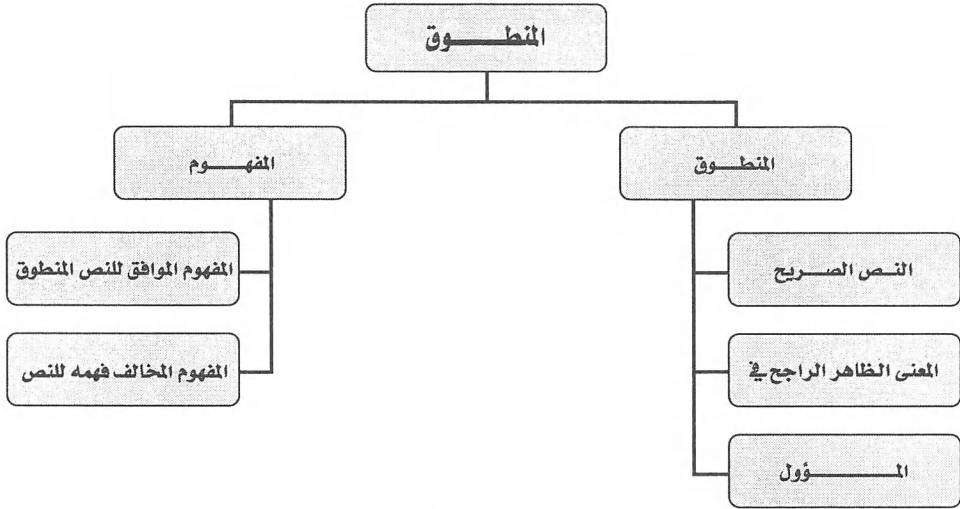 المنطوق
المنطوق
النص الصريح
المعنى الظاهر الراجح في
المؤول
المفهوم
المفهوم الموافق للنص المنطوق
المفهوم المخالف فهمه للنص